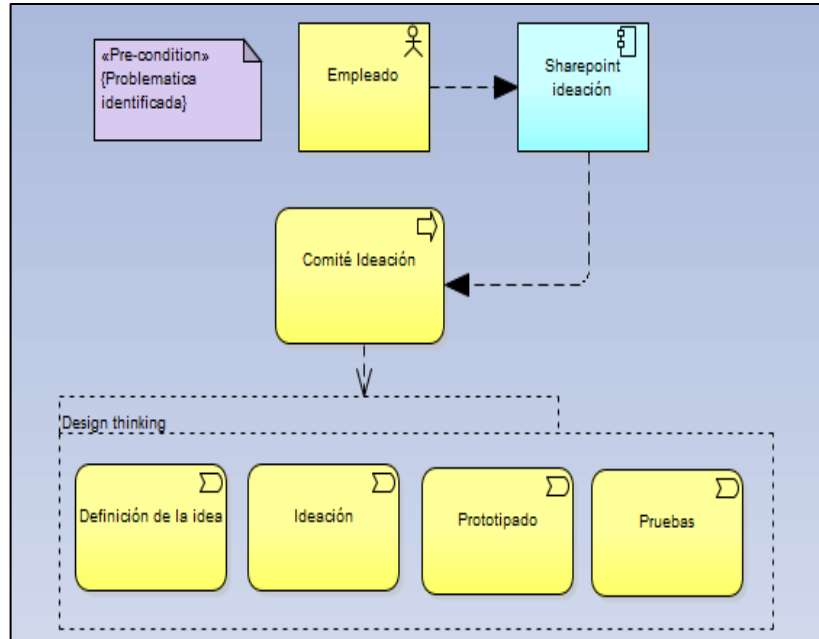 «Pre-condition»
{Problematica
identificada}
Empleado
Sharepoint
ideación
Comité Ideación
Design thinking
Definición de la idea
Ideación
Prototipado
Pruebas